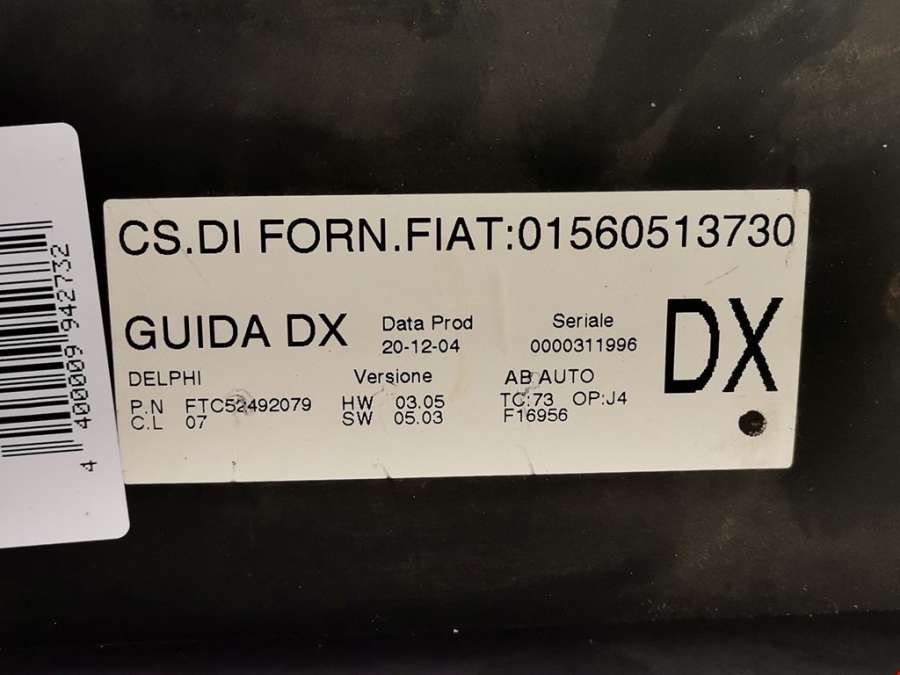 CS.DI FORN.FIAT:01560513730
GUIDA DX
Data Prod
20-12-04
Seriale
0000311996
DX
DELPHI
P.N FTC52492079
C.L 07
Versione
HW 03.05
SW 05.03
AB AUTO
TC:73 OP:J4
F16956
4 400009 942732